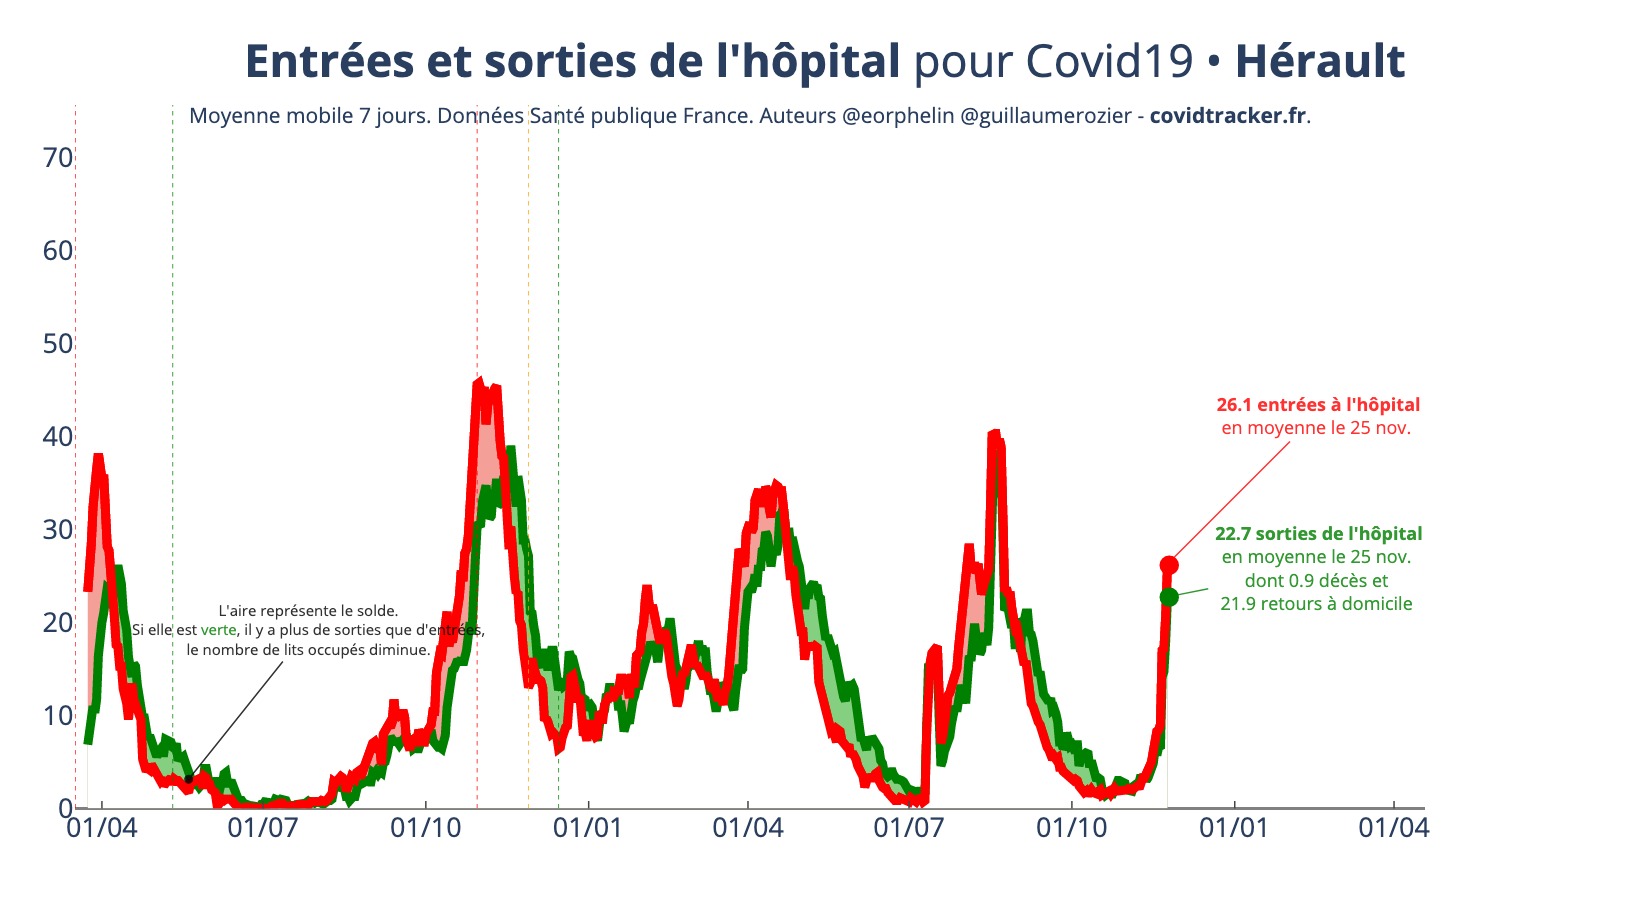 Entrées et sorties de l'hôpital pour Covid19 • Hérault
Moyenne mobile 7 jours. Données Santé publique France. Auteurs @eorphelin @guillaumerozier - covidtracker.fr.
70
60
50
40
30
20
10
0
26.1 entrées à l'hôpital
en moyenne le 25 nov.
22.7 sorties de l'hôpital
en moyenne le 25 nov.
dont 0.9 décès et
21.9 retours à domicile
L'aire représente le solde.
Si elle est verte, il y a plus de sorties que d'entrées,
le nombre de lits occupés diminue.
01/04 01/07 01/10 01/01 01/04 01/07 01/10 01/01 01/04